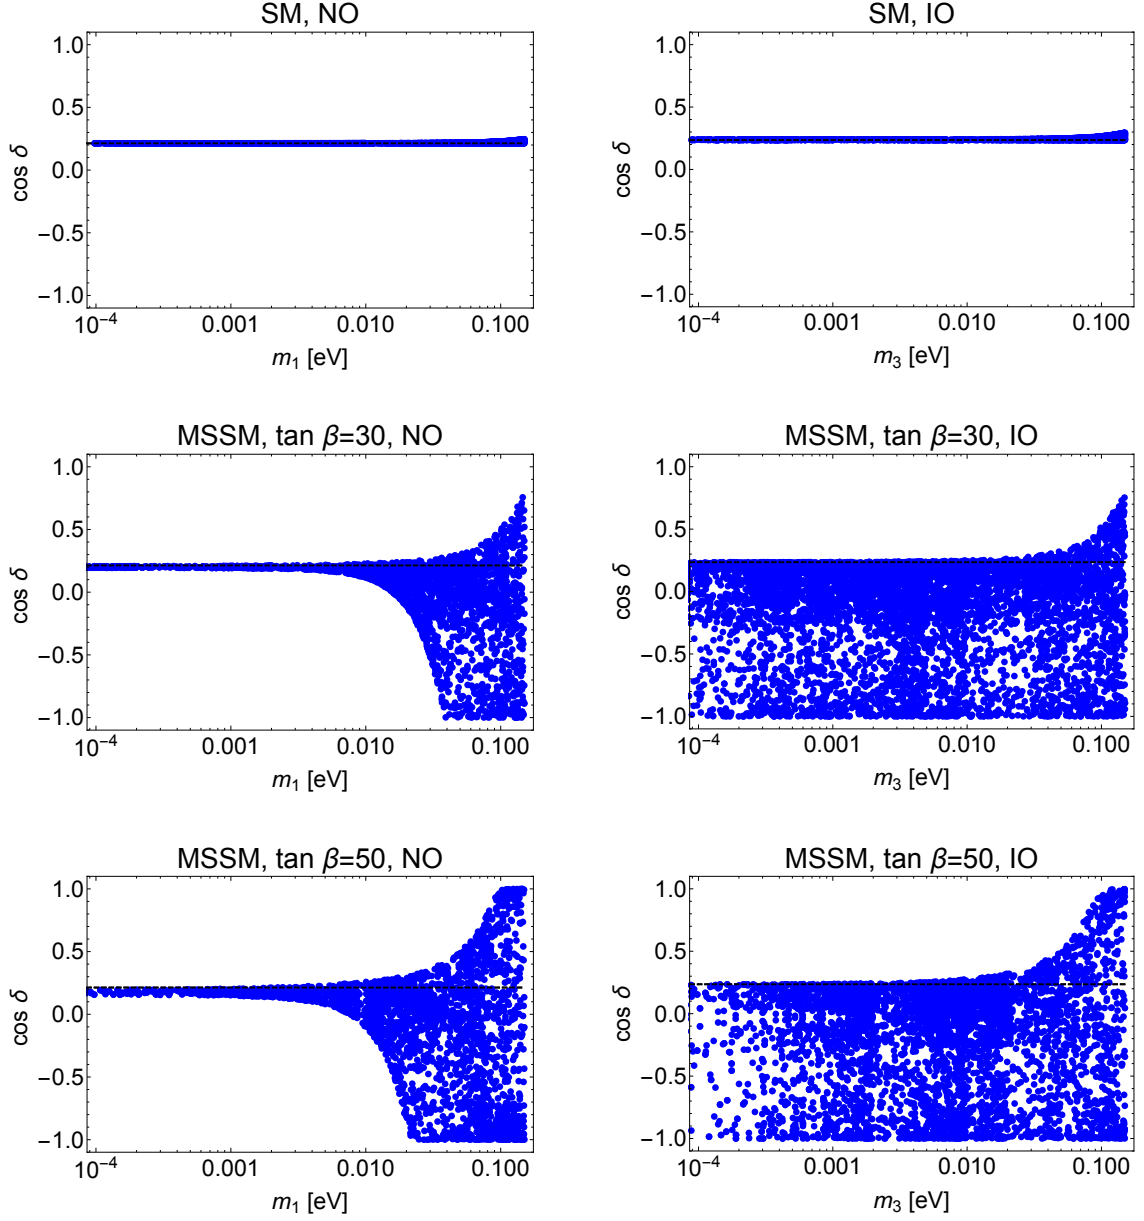 SM, NO
1.0
0.5
0.0
−0.5
−1.0
cos δ
10⁻⁴ 0.001 0.010 0.100
m₁ [eV]
SM, IO
1.0
0.5
0.0
−0.5
−1.0
cos δ
10⁻⁴ 0.001 0.010 0.100
m₃ [eV]
MSSM, tan β=30, NO
1.0
0.5
0.0
−0.5
−1.0
cos δ
10⁻⁴ 0.001 0.010 0.100
m₁ [eV]
MSSM, tan β=30, IO
1.0
0.5
0.0
−0.5
−1.0
cos δ
10⁻⁴ 0.001 0.010 0.100
m₃ [eV]
MSSM, tan β=50, NO
1.0
0.5
0.0
−0.5
−1.0
cos δ
10⁻⁴ 0.001 0.010 0.100
m₁ [eV]
MSSM, tan β=50, IO
1.0
0.5
0.0
−0.5
−1.0
cos δ
10⁻⁴ 0.001 0.010 0.100
m₃ [eV]